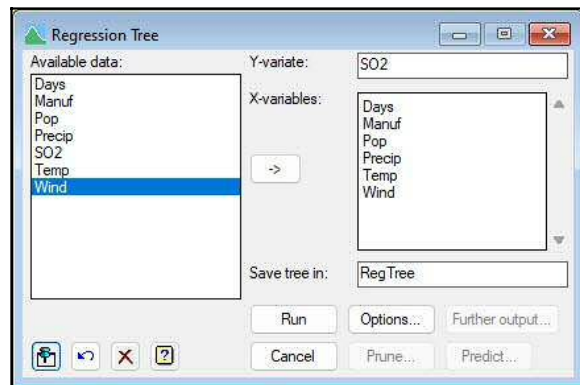 Regression Tree
Available data:
Days
Manuf
Pop
Precip
SO2
Temp
Wind
Y-variate:
SO2
X-variables:
Days
Manuf
Pop
Precip
Temp
Wind
->
Save tree in:
RegTree
Run
Options...
Further output...
Cancel
Prune...
Predict...